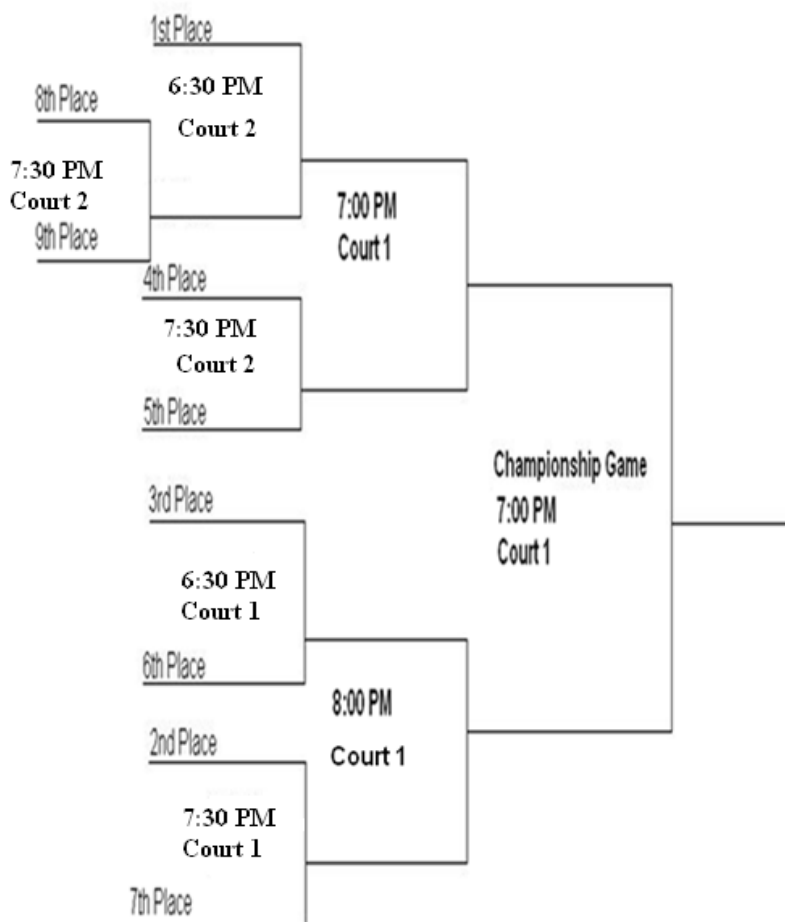 1st Place
6:30 PM
Court 2
8th Place
7:30 PM
Court 2
9th Place
7:00 PM
Court 1
4th Place
7:30 PM
Court 2
5th Place
Championship Game
7:00 PM
Court 1
3rd Place
6:30 PM
Court 1
6th Place
8:00 PM
Court 1
2nd Place
7:30 PM
Court 1
7th Place